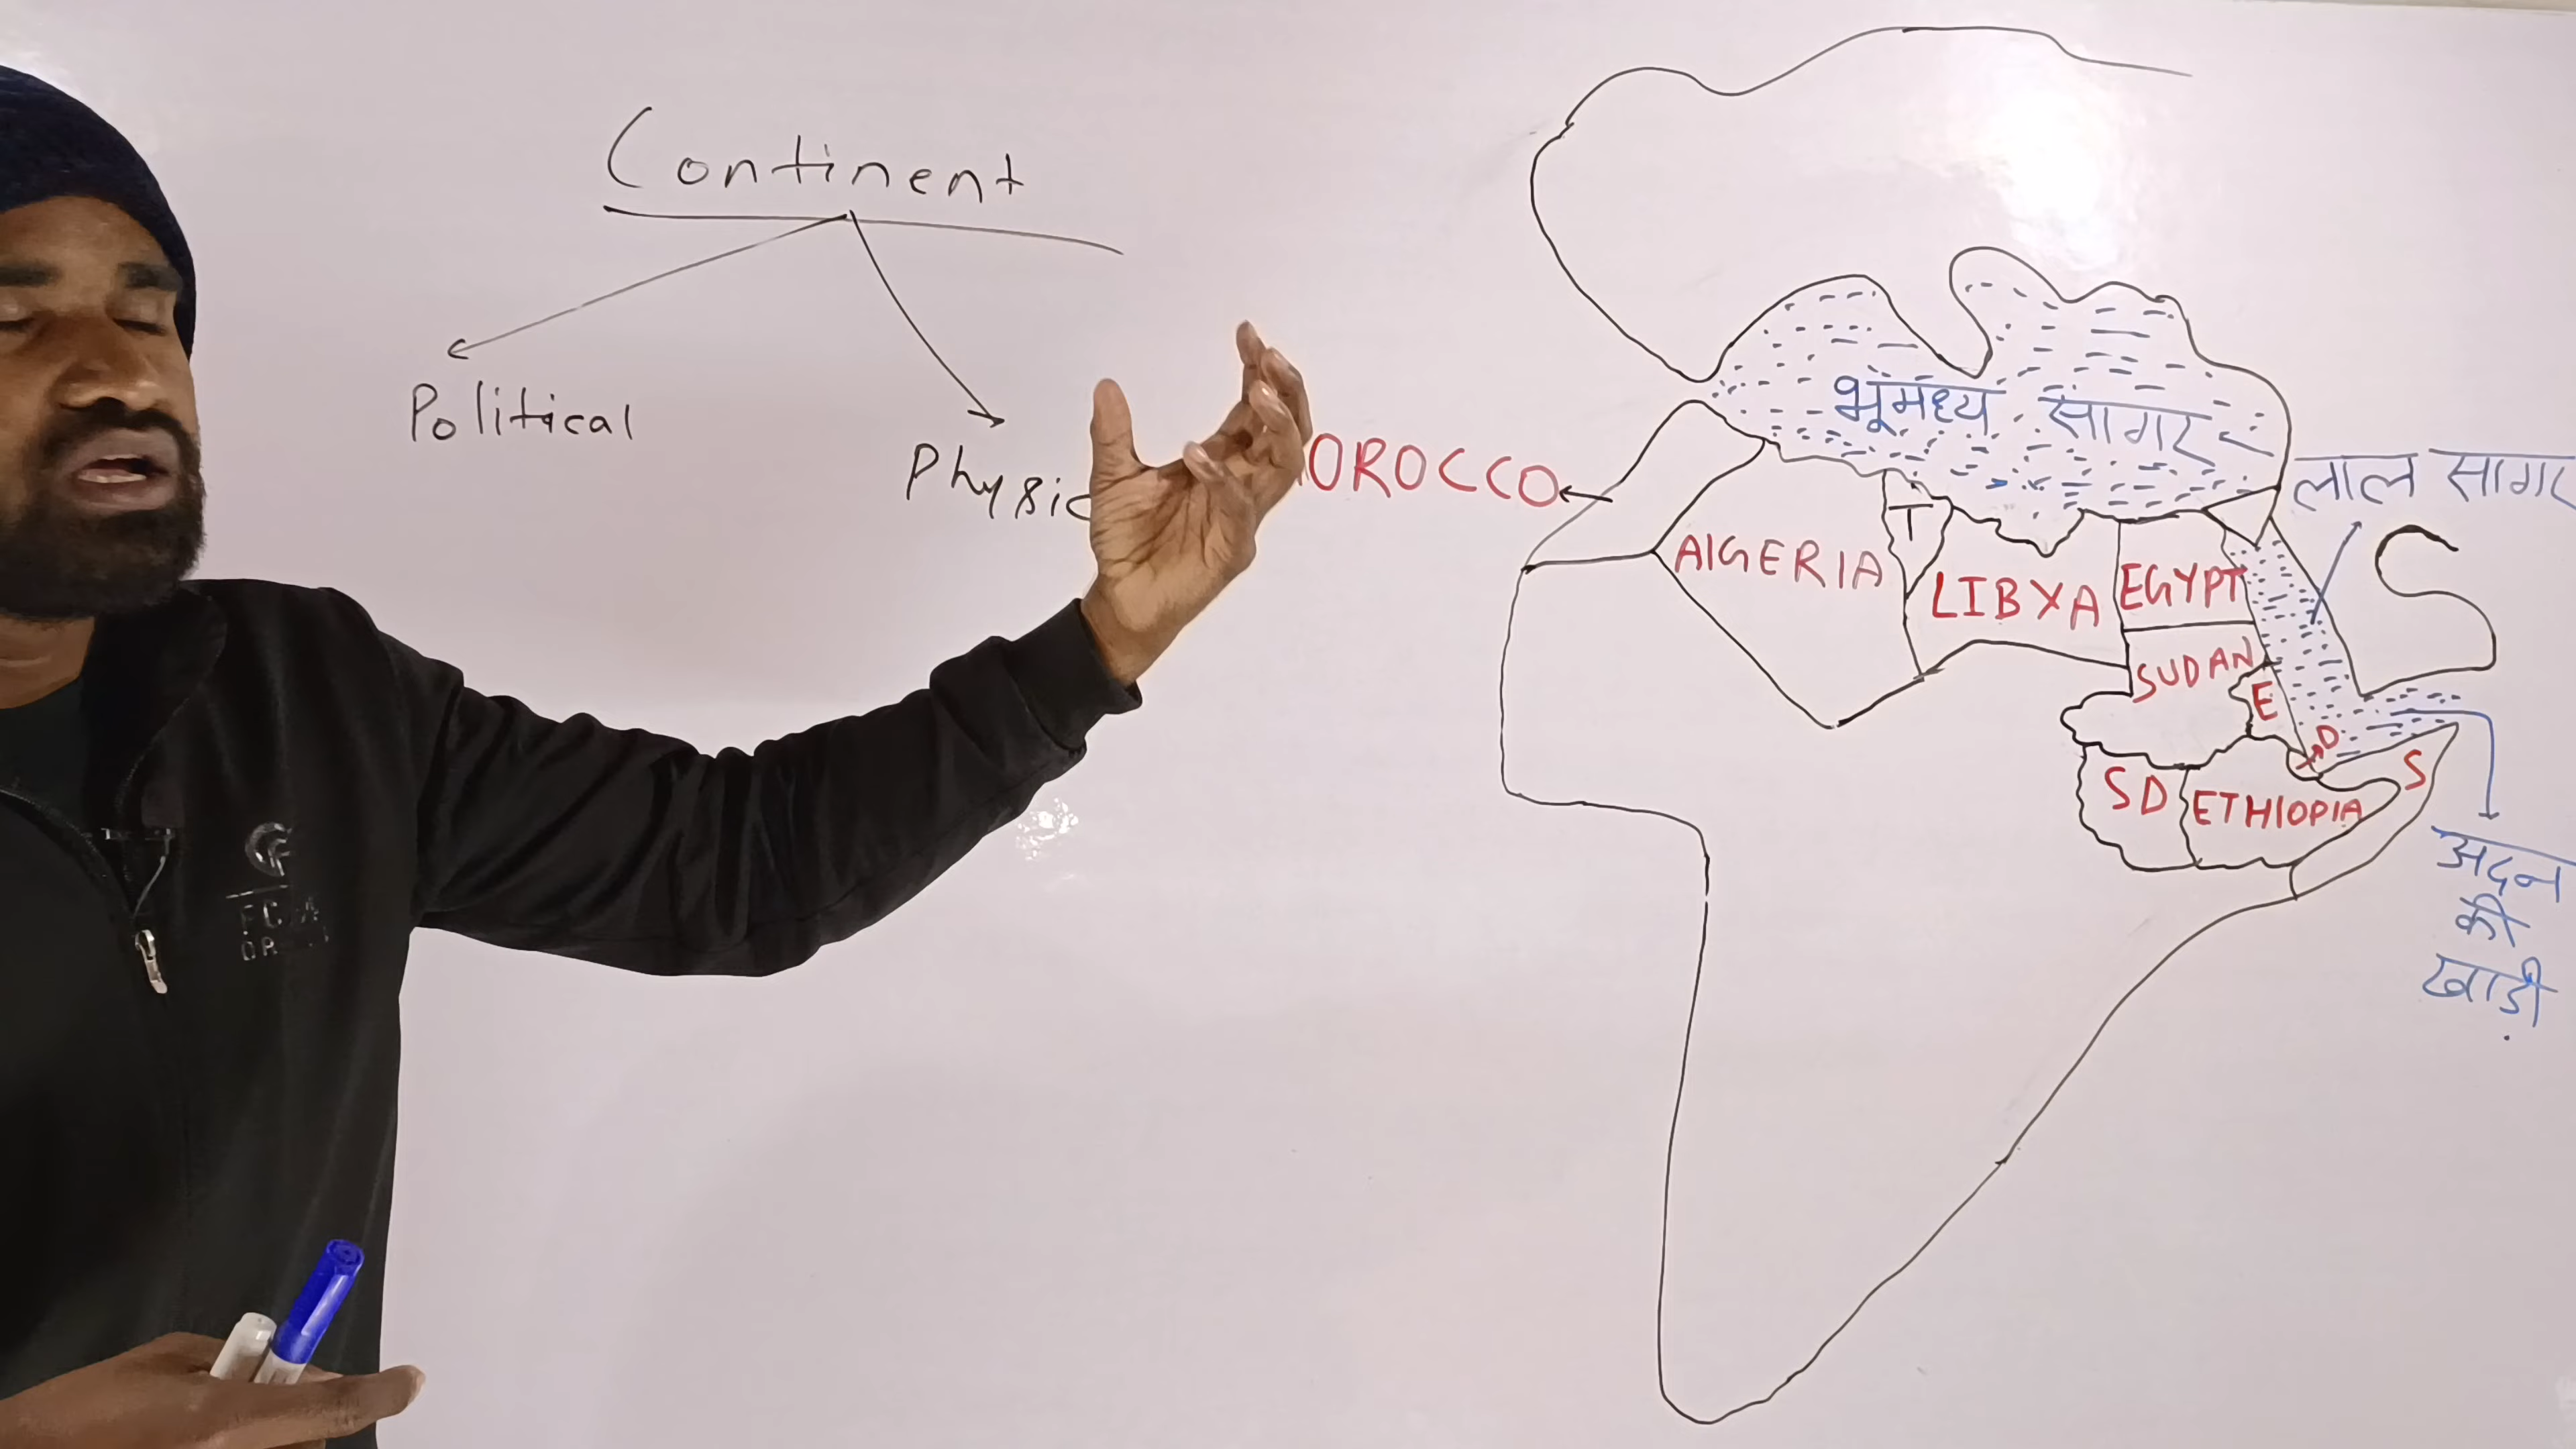 Continent
Political
Physic
OROCCO
AlGERIA
T
LIBYA
EGYPT
SUDAN
E
D
S
SD
ETHIOPIA
भूमध्य सागर
लाल सागर
अदन
की
खाड़ी